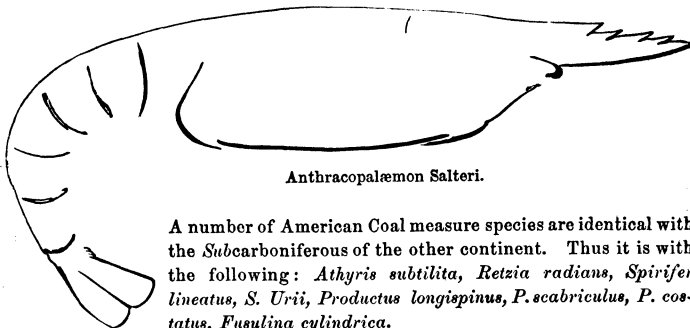 Anthracopalæmon Salteri.
A number of American Coal measure species are identical with
the Subcarboniferous of the other continent. Thus it is with
the following: Athyris subtilita, Retzia radians, Spirifer
lineatus, S. Urii, Productus longispinus, P. scabriculus, P. cos-
tatus, Fusulina cylindrica.